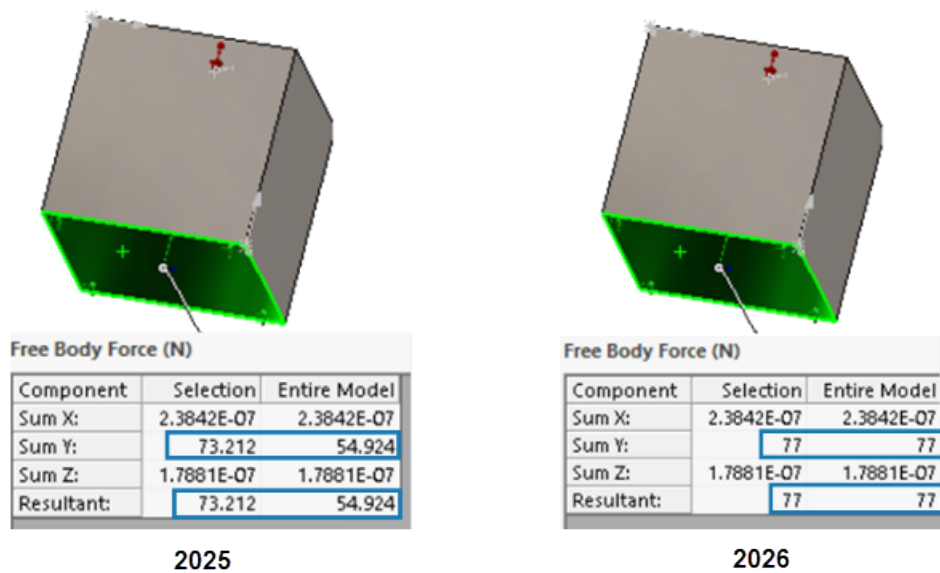 Free Body Force (N)
Component Selection Entire Model
Sum X: 2.3842E-07 2.3842E-07
Sum Y: 73.212 54.924
Sum Z: 1.7881E-07 1.7881E-07
Resultant: 73.212 54.924
2025
Free Body Force (N)
Component Selection Entire Model
Sum X: 2.3842E-07 2.3842E-07
Sum Y: 77 77
Sum Z: 1.7881E-07 1.7881E-07
Resultant: 77 77
2026